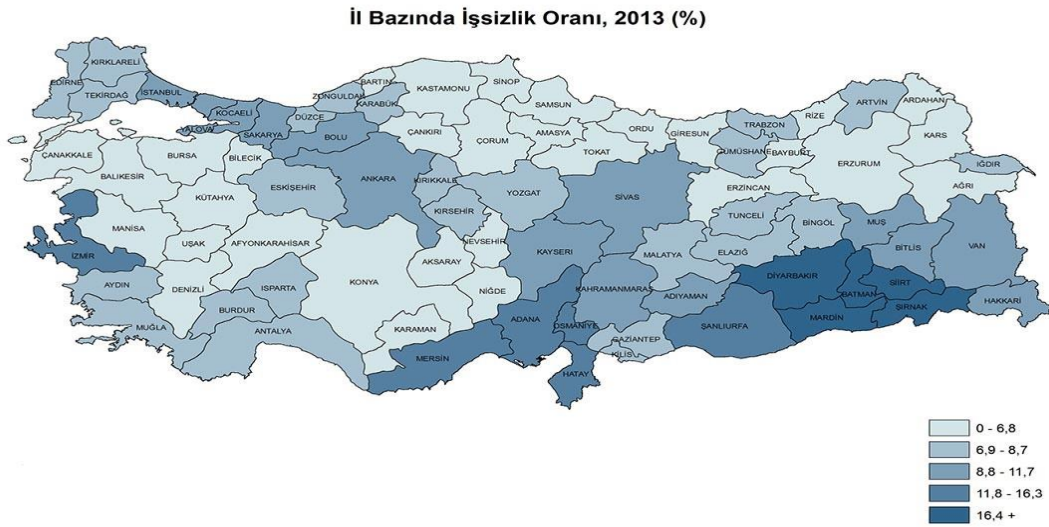 İl Bazında İşsizlik Oranı, 2013 (%)
KIRKLARELİ
EDİRNE
TEKİRDAĞ
İSTANBUL
KOCAELİ
YALOVA
SAKARYA
DÜZCE
ZONGULDAK
BARTIN
KARABÜK
BOLU
KASTAMONU
SİNOP
SAMSUN
ÇANKIRI
ÇORUM
AMASYA
TOKAT
ORDU
GİRESUN
TRABZON
GÜMÜŞHANE
BAYBURT
RİZE
ARTVİN
ARDAHAN
KARS
ERZURUM
IĞDIR
AĞRI
ÇANAKKALE
BALIKESİR
BURSA
BİLECİK
KÜTAHYA
ESKİŞEHİR
ANKARA
KIRIKKALE
KIRŞEHİR
YOZGAT
SİVAS
ERZİNCAN
TUNCELİ
BİNGÖL
MUŞ
BİTLİS
VAN
MANİSA
İZMİR
UŞAK
AFYONKARAHİSAR
KONYA
AKSARAY
NEVŞEHİR
NİĞDE
KAYSERİ
MALATYA
ELAZIĞ
DİYARBAKIR
BATMAN
SİİRT
ŞIRNAK
HAKKARİ
MARDİN
AYDIN
DENİZLİ
MUĞLA
BURDUR
ISPARTA
ANTALYA
KARAMAN
MERSİN
ADANA
OSMANİYE
HATAY
KAHRAMANMARAŞ
ADIYAMAN
GAZİANTEP
KİLİS
ŞANLIURFA
0 - 6,8
6,9 - 8,7
8,8 - 11,7
11,8 - 16,3
16,4 +